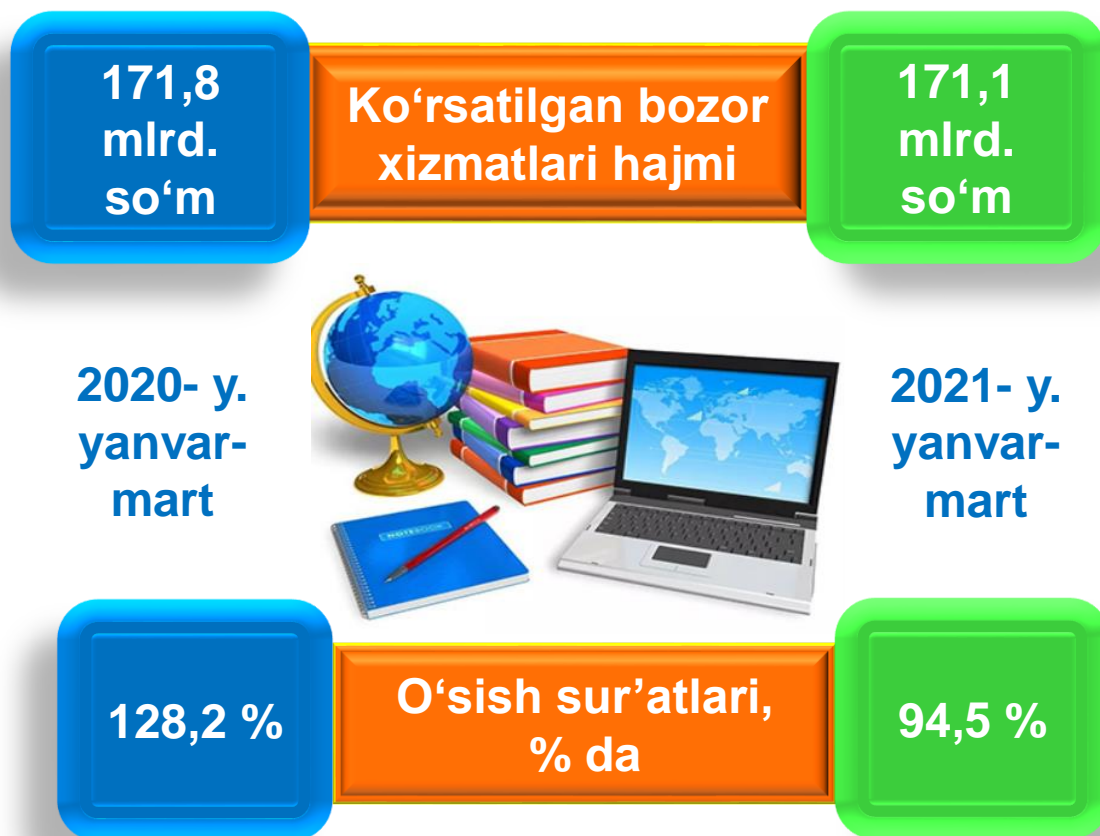 171,8
mlrd.
so‘m
Ko‘rsatilgan bozor
xizmatlari hajmi
171,1
mlrd.
so‘m
2020- y.
yanvar-
mart
NOTEBOOK
2021- y.
yanvar-
mart
128,2 %
O‘sish sur’atlari,
% da
94,5 %